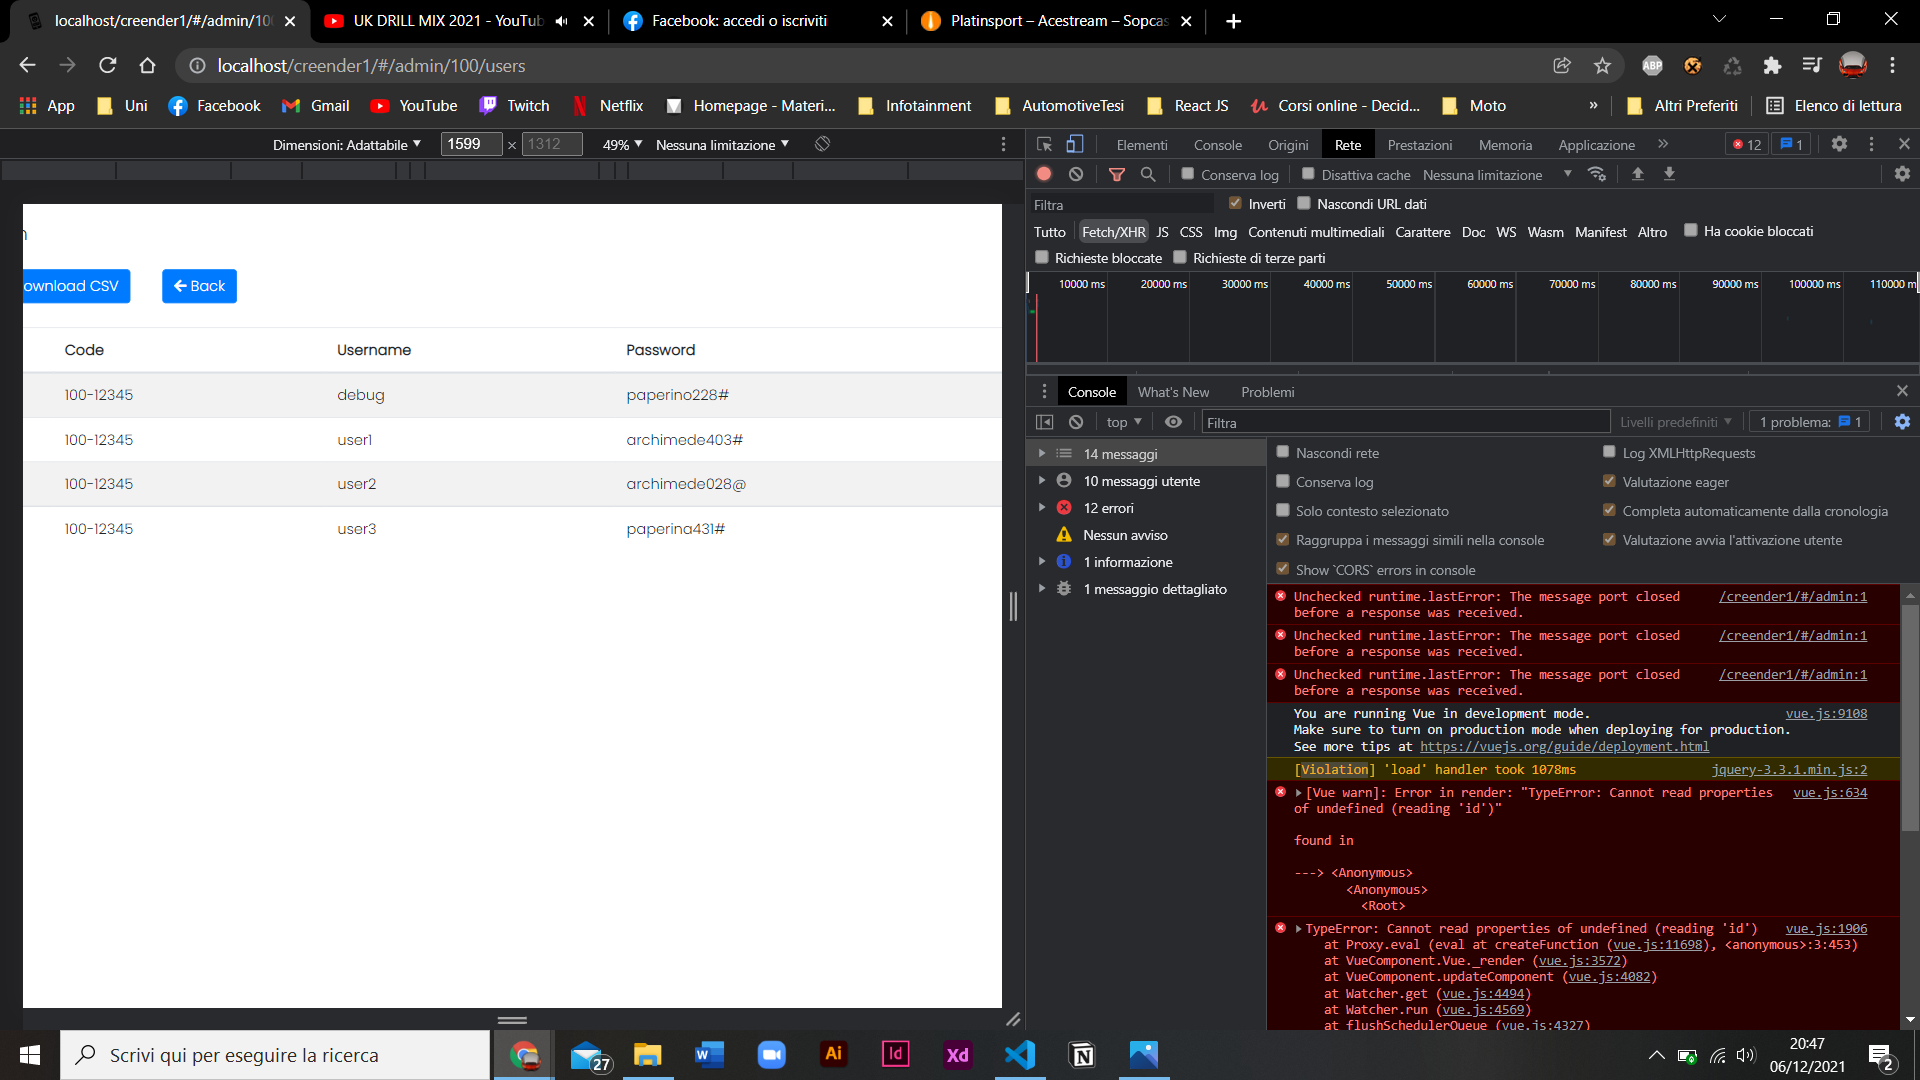 localhost/creender1/#/admin/100
UK DRILL MIX 2021 - YouTub
Facebook: accedi o iscriviti
Platinsport – Acestream – Sopcas
localhost/creender1/#/admin/100/users
ABP
App
Uni
Facebook
Gmail
YouTube
Twitch
Netflix
Homepage - Materi...
Infotainment
AutomotiveTesi
React JS
Corsi online - Decid...
Moto
»
Altri Preferiti
Elenco di lettura
Dimensioni: Adattabile
1599 × 1312
49%
Nessuna limitazione
Elementi
Console
Origini
Rete
Prestazioni
Memoria
Applicazione
»
12
1
Conserva log
Disattiva cache
Nessuna limitazione
Filtra
Inverti
Nascondi URL dati
Tutto
Fetch/XHR
JS
CSS
Img
Contenuti multimediali
Carattere
Doc
WS
Wasm
Manifest
Altro
Ha cookie bloccati
Richieste bloccate
Richieste di terze parti
10000 ms
20000 ms
30000 ms
40000 ms
50000 ms
60000 ms
70000 ms
80000 ms
90000 ms
100000 ms
110000 m
ownload CSV
Back
Code Username Password
100-12345 debug paperino228#
100-12345 user1 archimede403#
100-12345 user2 archimede028@
100-12345 user3 paperina431#
Console
What's New
Problemi
top
Filtra
Livelli predefiniti
1 problema: 1
14 messaggi
10 messaggi utente
12 errori
Nessun avviso
1 informazione
1 messaggio dettagliato
Nascondi rete
Log XMLHttpRequests
Conserva log
Valutazione eager
Solo contesto selezionato
Completa automaticamente dalla cronologia
Raggruppa i messaggi simili nella console
Valutazione avvia l'attivazione utente
Show `CORS` errors in console
Unchecked runtime.lastError: The message port closed /creender1/#/admin:1
before a response was received.
Unchecked runtime.lastError: The message port closed /creender1/#/admin:1
before a response was received.
Unchecked runtime.lastError: The message port closed /creender1/#/admin:1
before a response was received.
You are running Vue in development mode. vue.js:9108
Make sure to turn on production mode when deploying for production.
See more tips at https://vuejs.org/guide/deployment.html
[Violation] 'load' handler took 1078ms jquery-3.3.1.min.js:2
[Vue warn]: Error in render: "TypeError: Cannot read properties vue.js:634
of undefined (reading 'id')"
found in
---> <Anonymous>
<Anonymous>
<Root>
TypeError: Cannot read properties of undefined (reading 'id') vue.js:1906
at Proxy.eval (eval at createFunction (vue.js:11698), <anonymous>:3:453)
at VueComponent.Vue._render (vue.js:3572)
at VueComponent.updateComponent (vue.js:4082)
at Watcher.get (vue.js:4494)
at Watcher.run (vue.js:4569)
at flushSchedulerQueue (vue.js:4327)
Scrivi qui per eseguire la ricerca
27
W
Ai
Id
Xd
N
20:47
06/12/2021
2